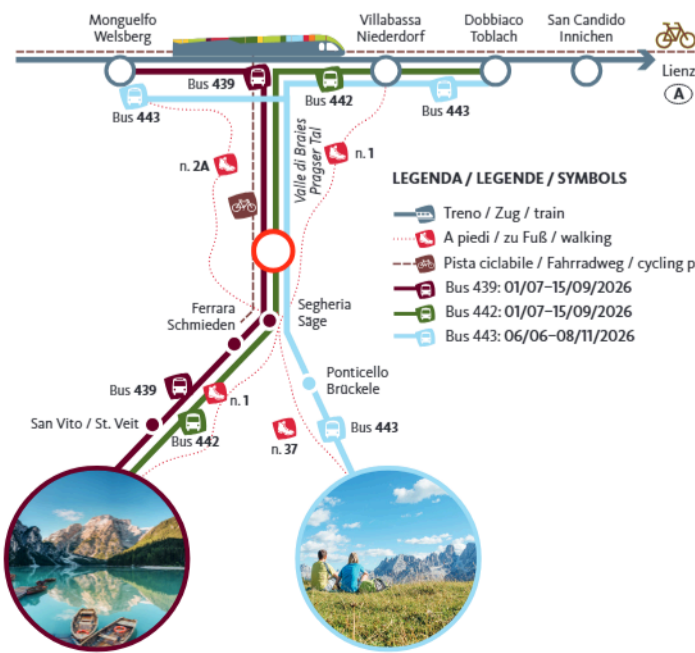 Monguelfo
Welsberg
Villabassa
Niederdorf
Dobbiaco
Toblach
San Candido
Innichen
Lienz
A
Bus 439
Bus 442
Bus 443
Bus 443
n. 2A
Valle di Braies
Pragser Tal
n. 1
LEGENDA / LEGENDE / SYMBOLS
Treno / Zug / train
A piedi / zu Fuß / walking
Pista ciclabile / Fahrradweg / cycling p
Bus 439: 01/07–15/09/2026
Bus 442: 01/07–15/09/2026
Bus 443: 06/06–08/11/2026
Ferrara
Schmieden
Segheria
Säge
Ponticello
Brückele
Bus 439
n. 1
San Vito / St. Veit
Bus 442
Bus 443
n. 37